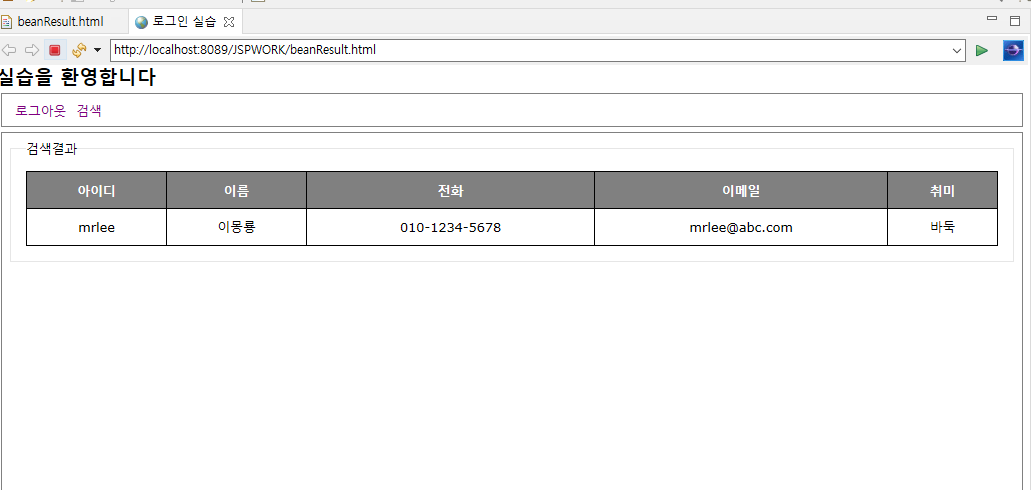 beanResult.html 로그인 실습
http://localhost:8089/JSPWORK/beanResult.html
실습을 환영합니다
로그아웃 검색
검색결과
아이디 이름 전화 이메일 취미
mrlee 이몽룡 010-1234-5678 mrlee@abc.com 바둑